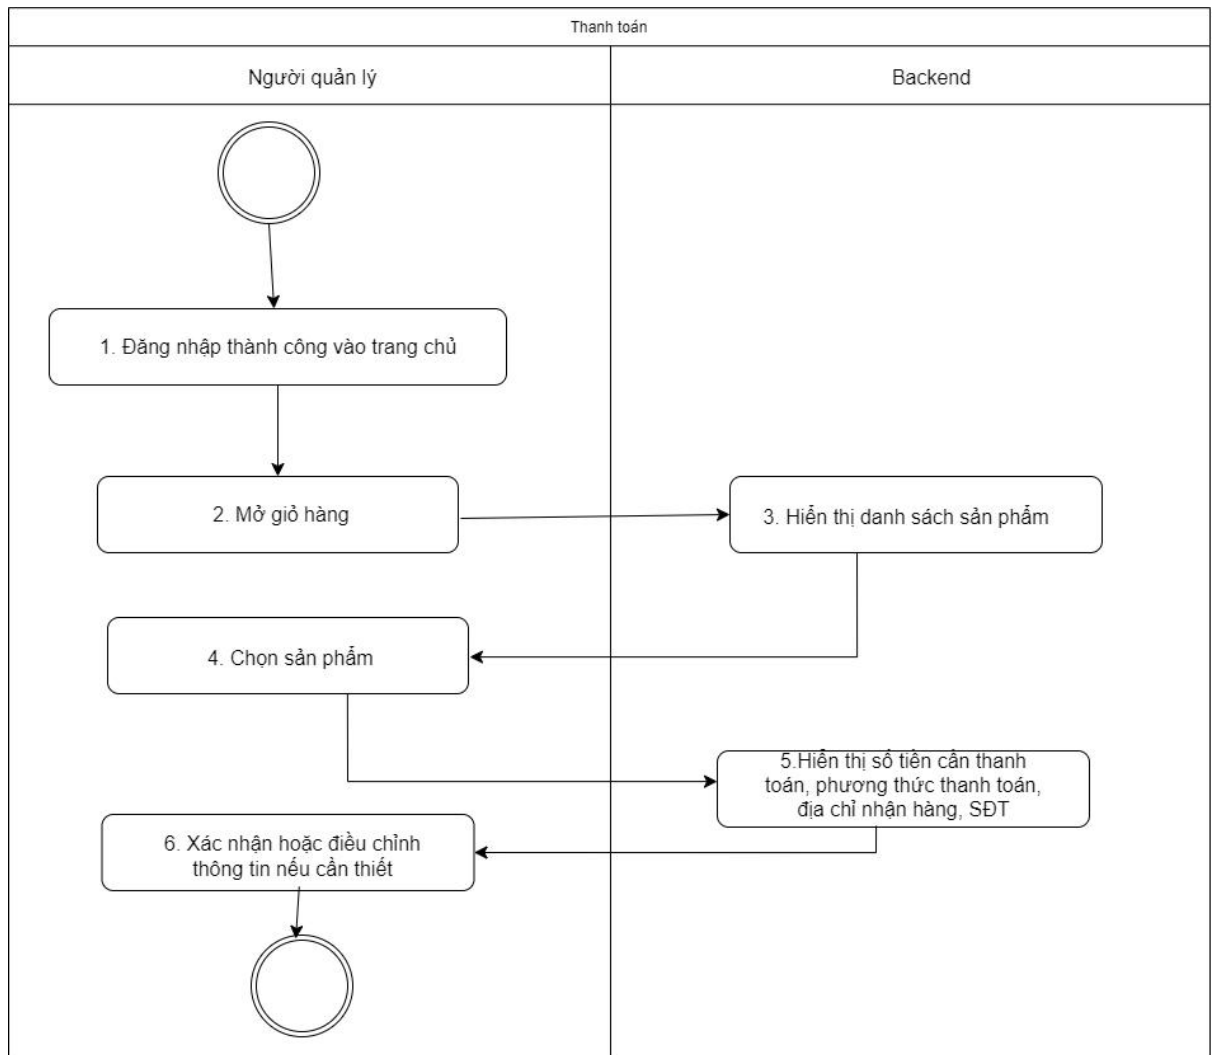 Thanh toán
Người quản lý
Backend
1. Đăng nhập thành công vào trang chủ
2. Mở giỏ hàng
3. Hiển thị danh sách sản phẩm
4. Chọn sản phẩm
5.Hiển thị số tiền cần thanh
toán, phương thức thanh toán,
địa chỉ nhận hàng, SĐT
6. Xác nhận hoặc điều chỉnh
thông tin nếu cần thiết